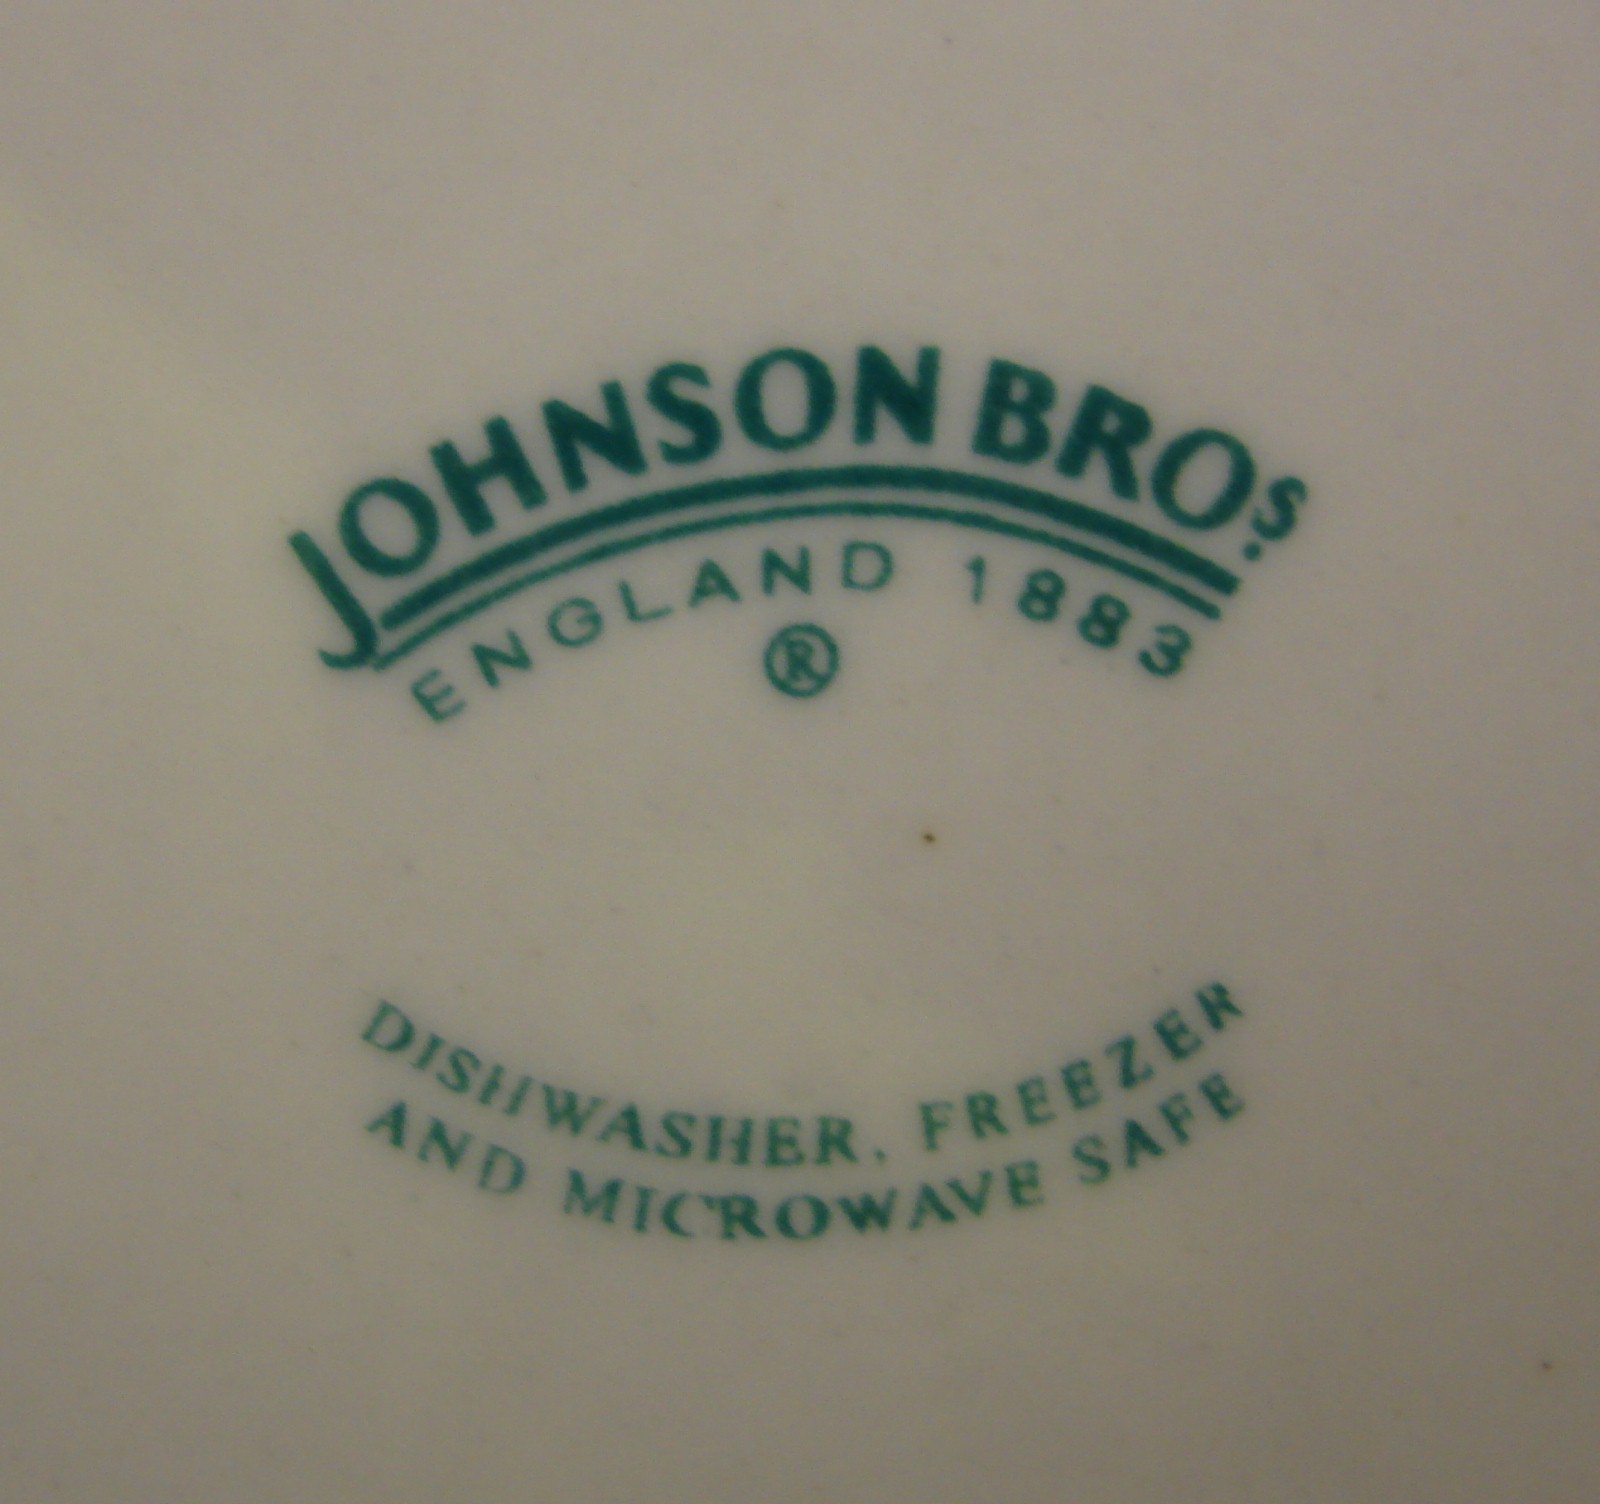 JOHNSON BROS.
ENGLAND 1883
®
DISHWASHER, FREEZER
AND MICROWAVE SAFE